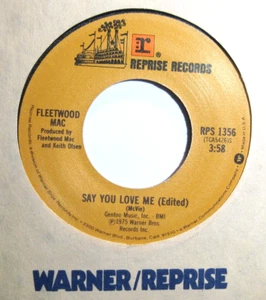 REPRISE RECORDS
FLEETWOOD
MAC
Produced by
Fleetwood Mac
and Keith Olsen
RPS 1356
3:58
SAY YOU LOVE ME (Edited)
(McVie)
Gentoo Music, Inc. - BMI
℗1975 Warner Bros.
Records Inc.
WARNER/REPRISE